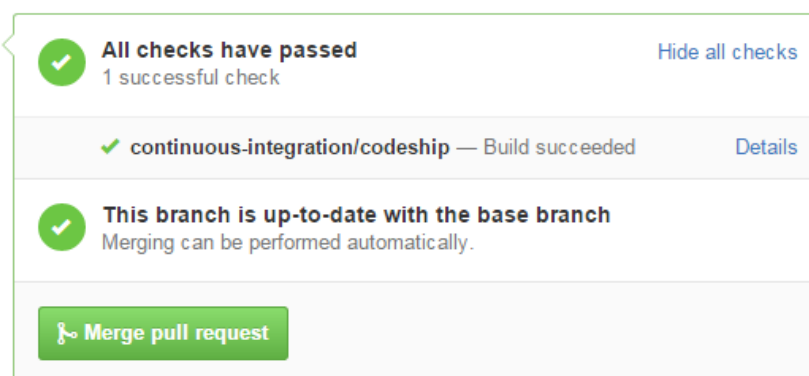 All checks have passed
Hide all checks
1 successful check
continuous-integration/codeship — Build succeeded
Details
This branch is up-to-date with the base branch
Merging can be performed automatically.
Merge pull request